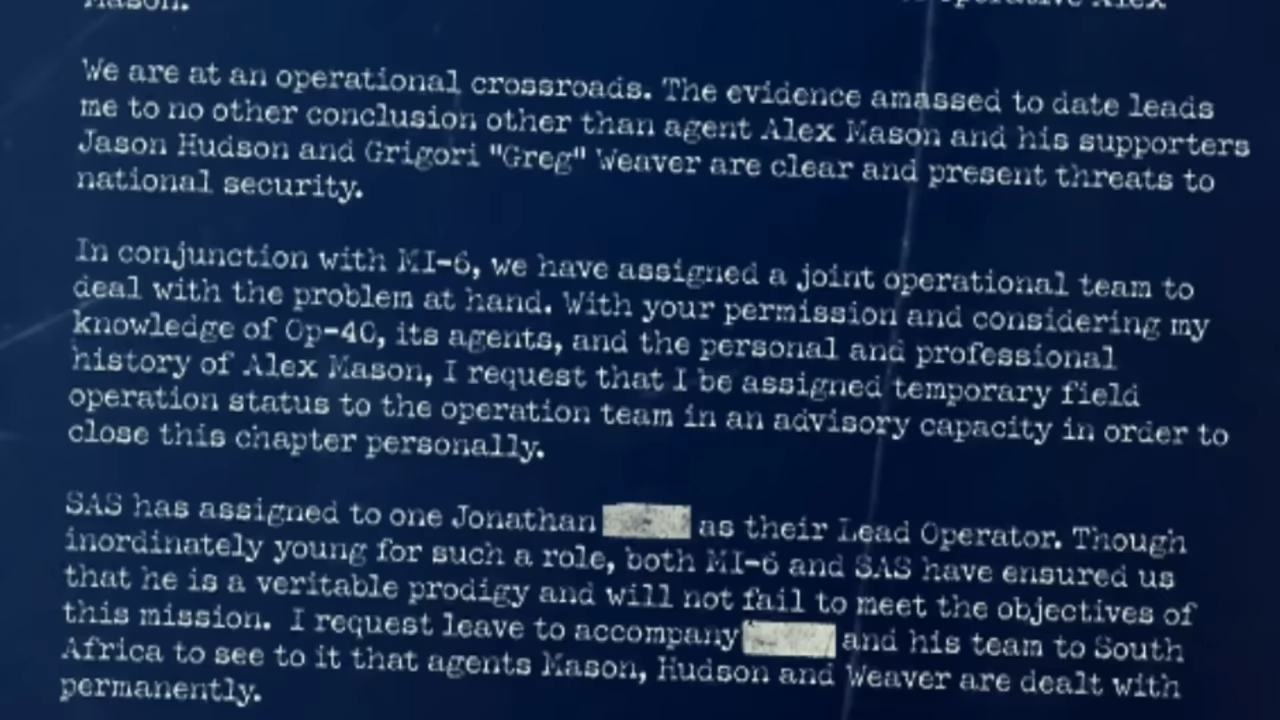 Mason.
operative Alex
We are at an operational crossroads. The evidence amassed to date leads
me to no other conclusion other than agent Alex Mason and his supporters
Jason Hudson and Grigori "Greg" Weaver are clear and present threats to
national security.
In conjunction with MI-6, we have assigned a joint operational team to
deal with the problem at hand. With your permission and considering my
knowledge of Op-40, its agents, and the personal and professional
history of Alex Mason, I request that I be assigned temporary field
operation status to the operation team in an advisory capacity in order to
close this chapter personally.
SAS has assigned to one Jonathan as their Lead Operator. Though
inordinately young for such a role, both MI-6 and SAS have ensured us
that he is a veritable prodigy and will not fail to meet the objectives of
this mission. I request leave to accompany and his team to South
Africa to see to it that agents Mason, Hudson and Weaver are dealt with
permanently.